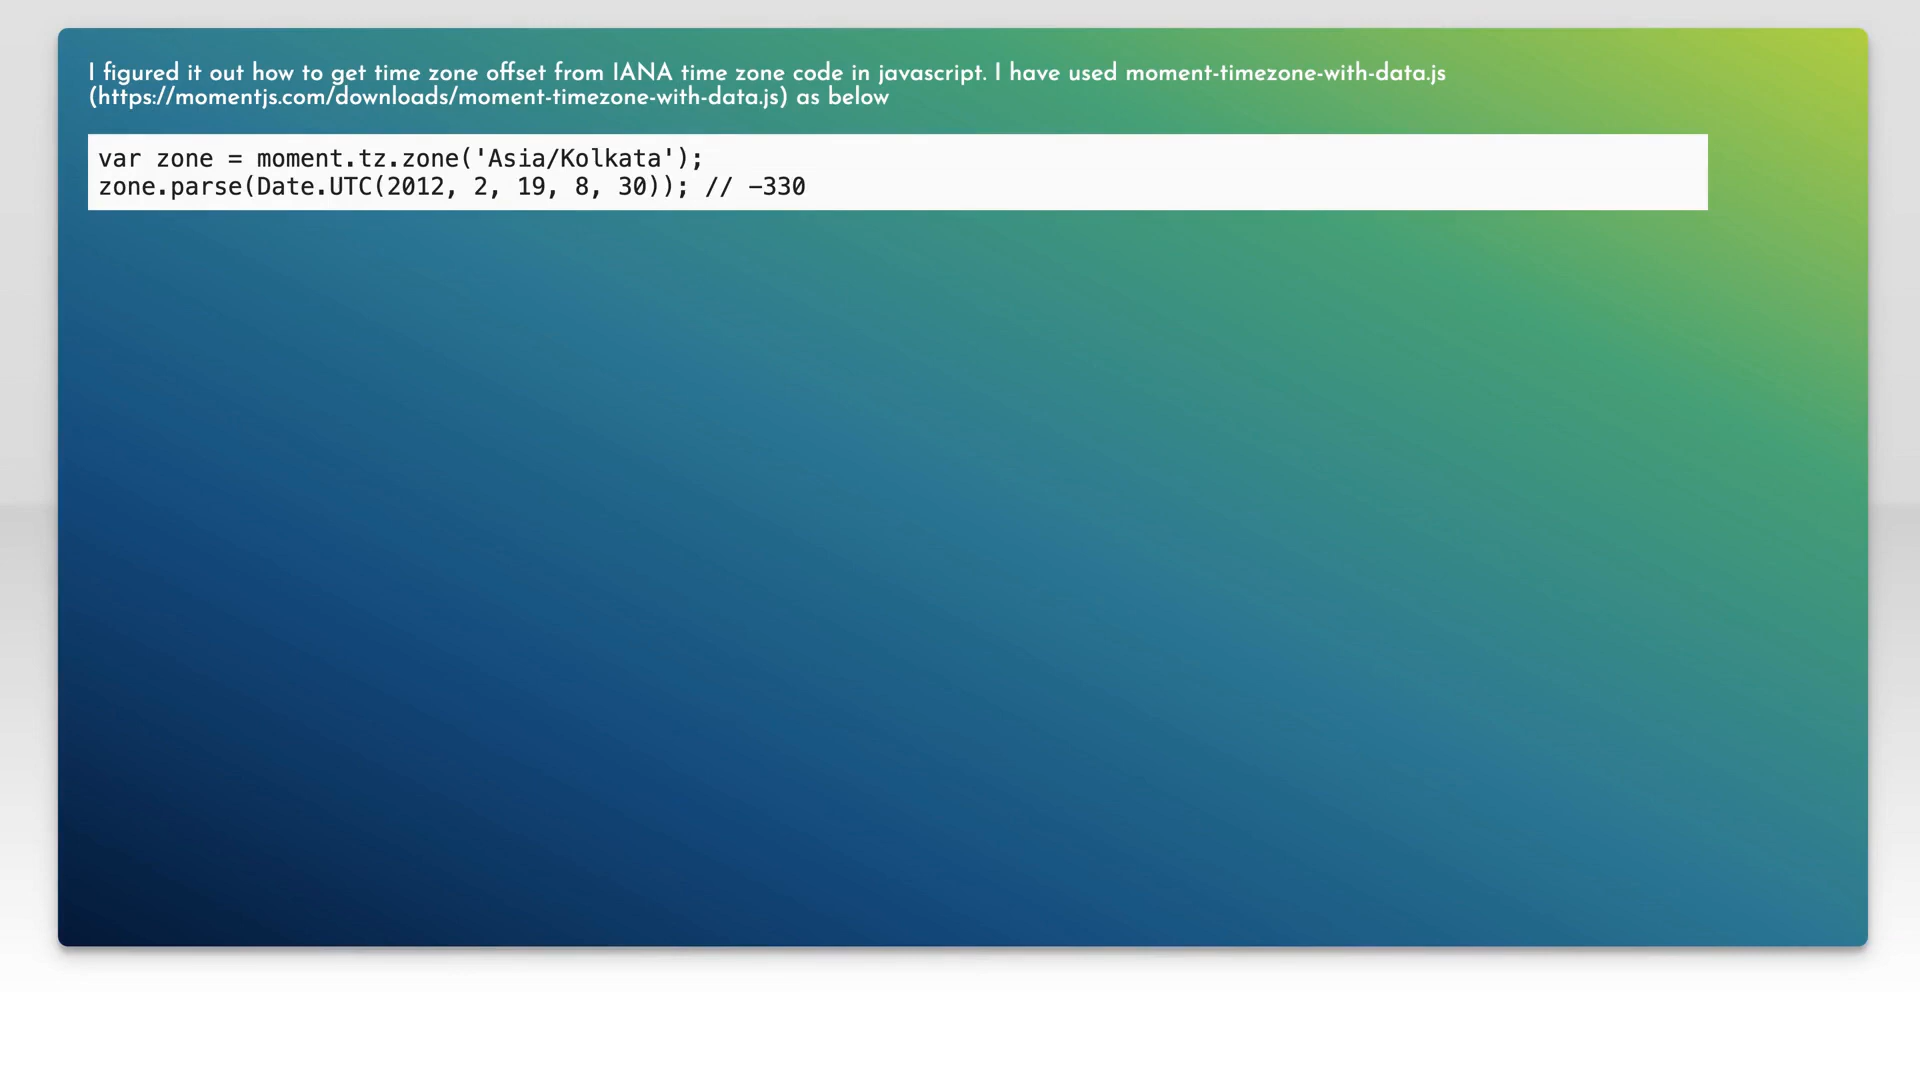 I figured it out how to get time zone offset from IANA time zone code in javascript. I have used moment-timezone-with-data.js
(https://momentjs.com/downloads/moment-timezone-with-data.js) as below
var zone = moment.tz.zone('Asia/Kolkata');
zone.parse(Date.UTC(2012, 2, 19, 8, 30)); // −330